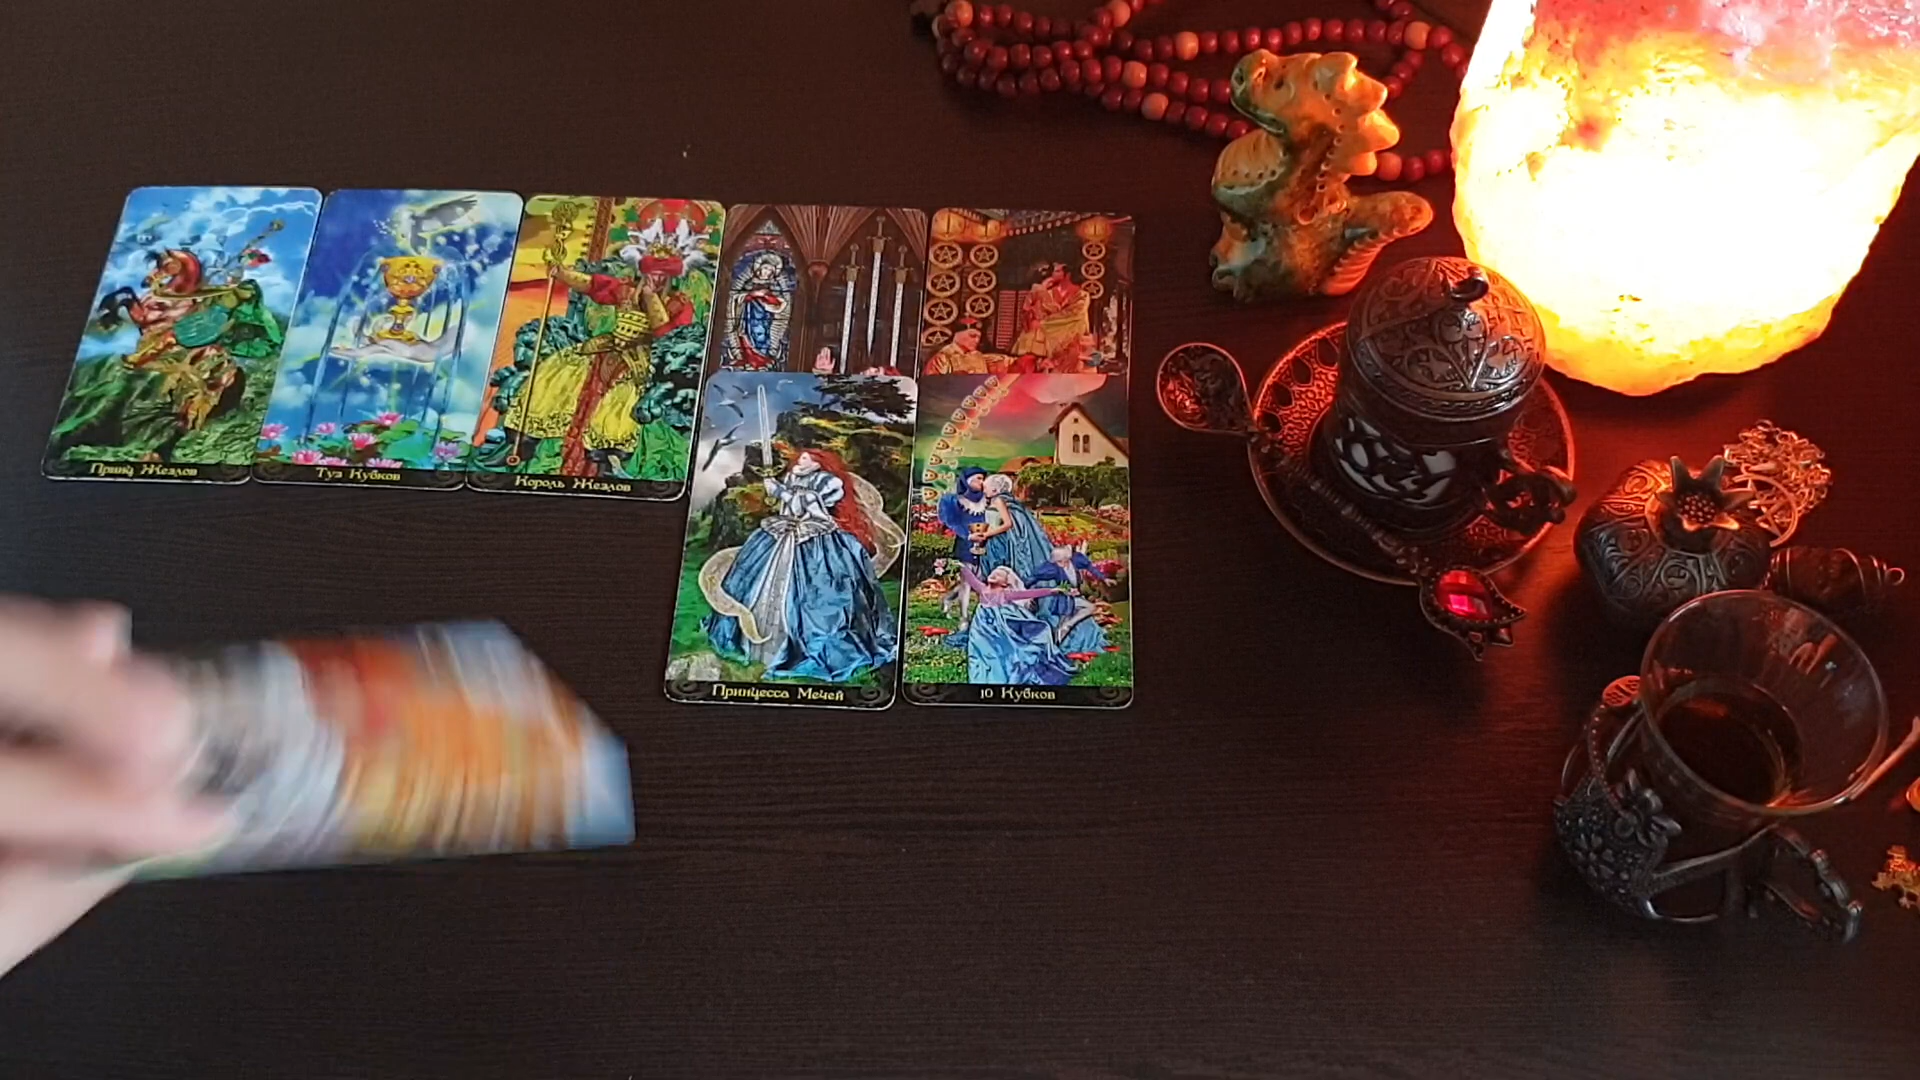 Принц Жезлов
Туз Кубков
Король Жезлов
Принцесса Мечей
10 Кубков